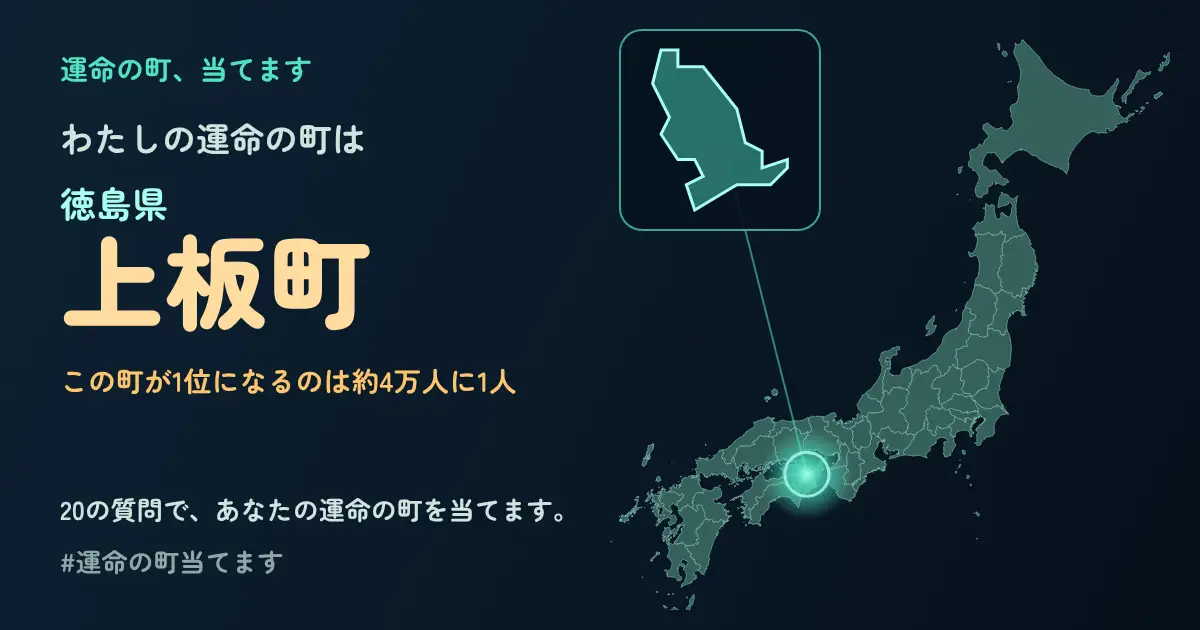 運命の町、当てます
わたしの運命の町は
徳島県
上板町
この町が1位になるのは約4万人に1人
20の質問で、あなたの運命の町を当てます。
#運命の町当てます